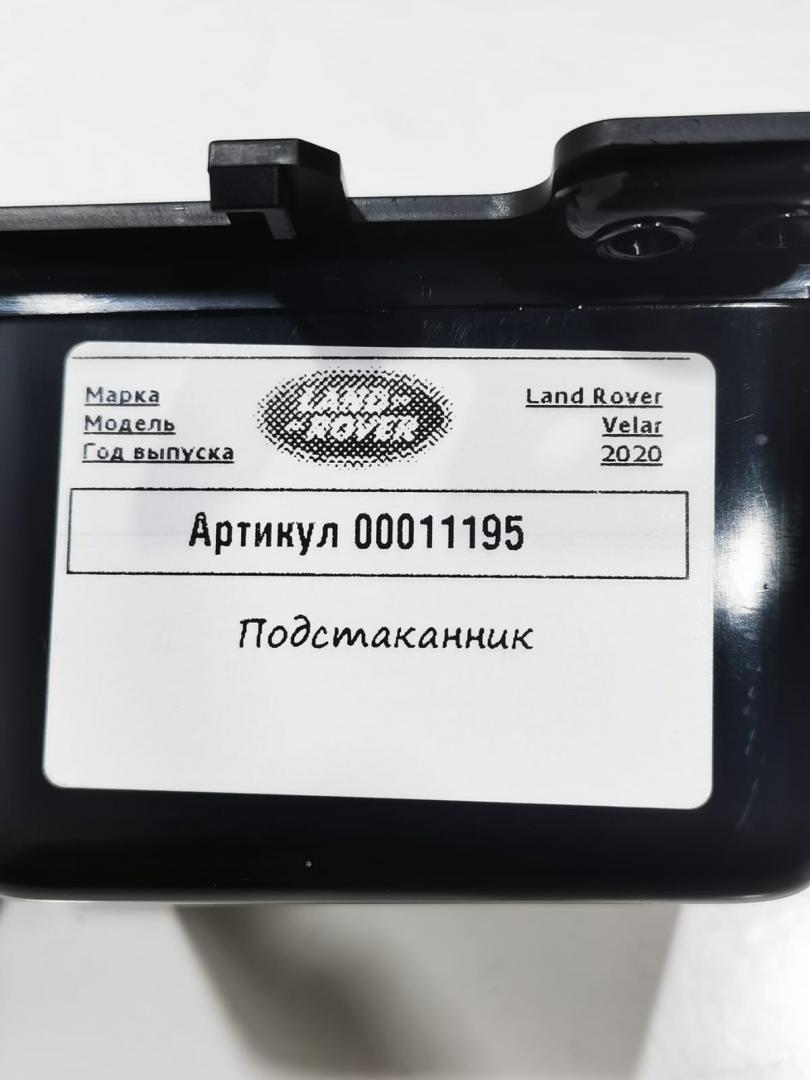 Марка Land Rover
Модель Velar
Год выпуска 2020
LAND
ROVER
Артикул 00011195
Подстаканник